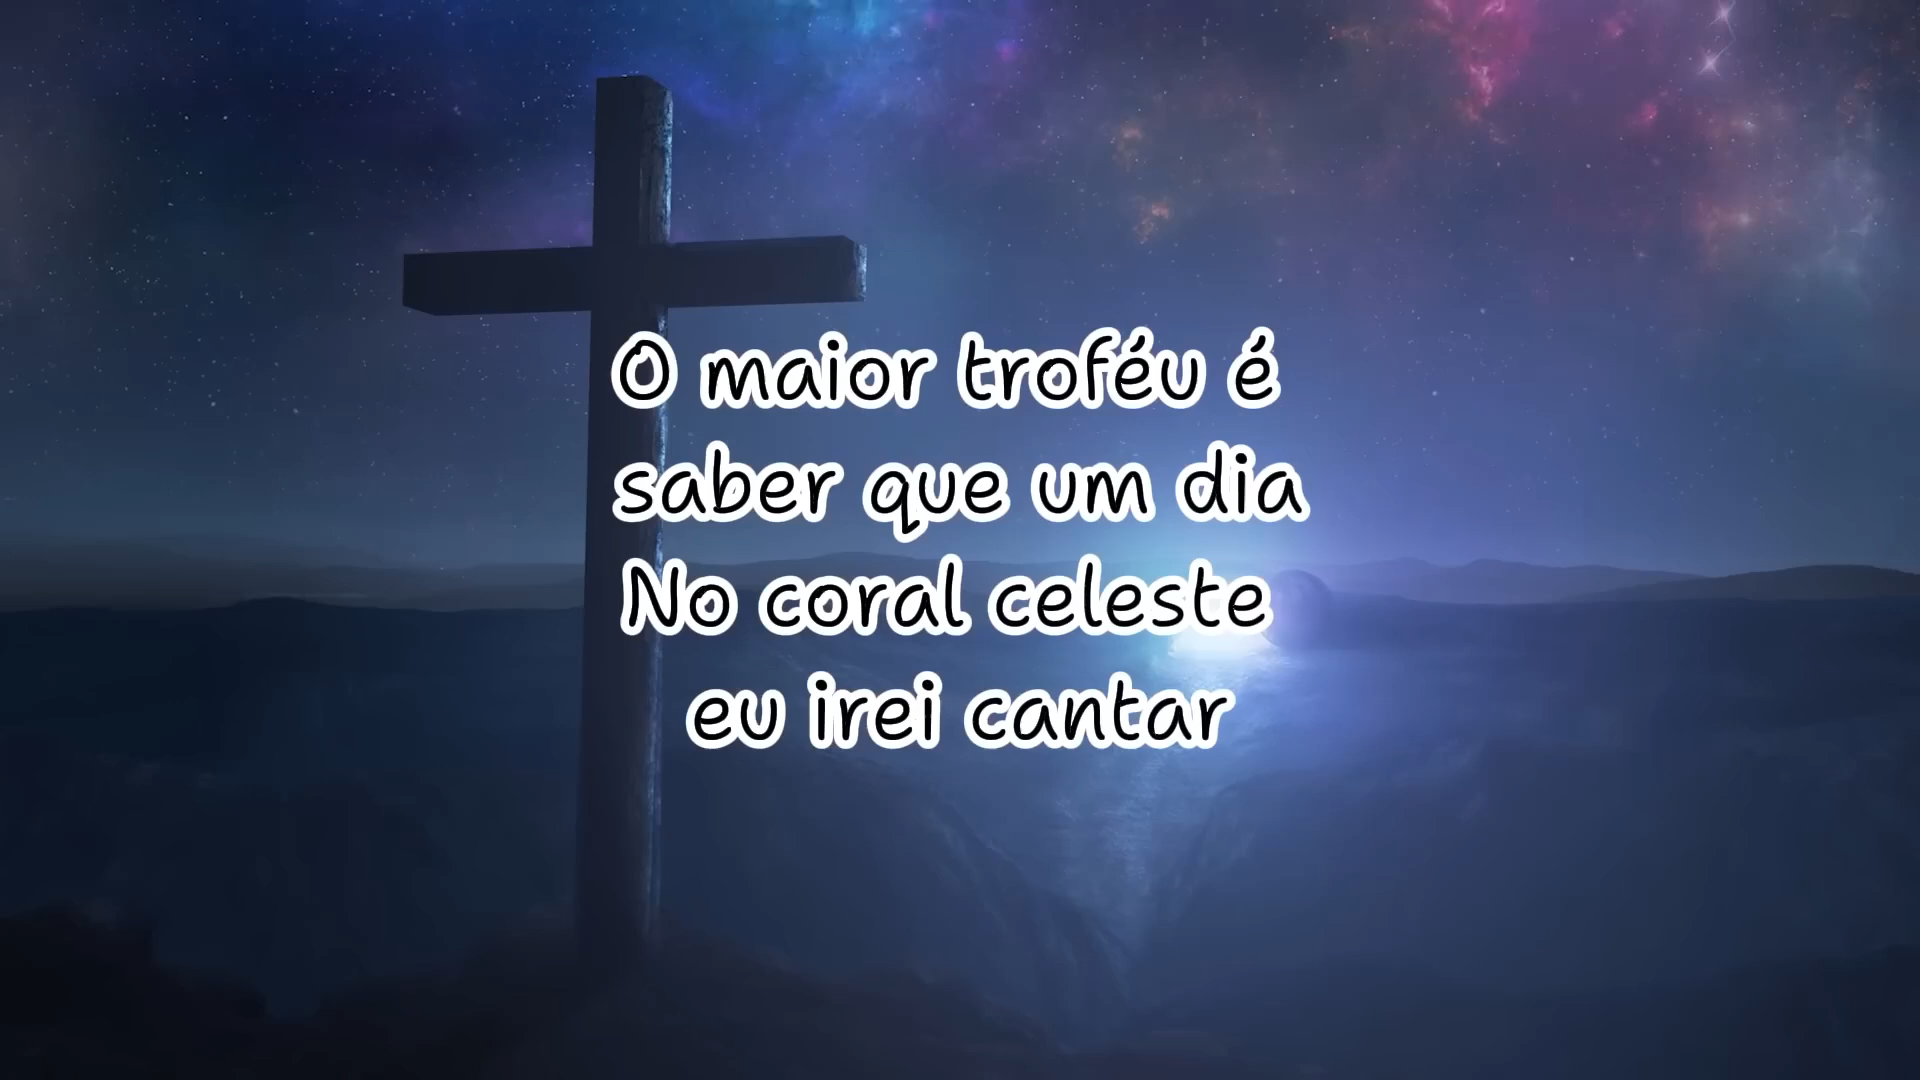 O maior troféu é
saber que um dia
No coral celeste
eu irei cantar